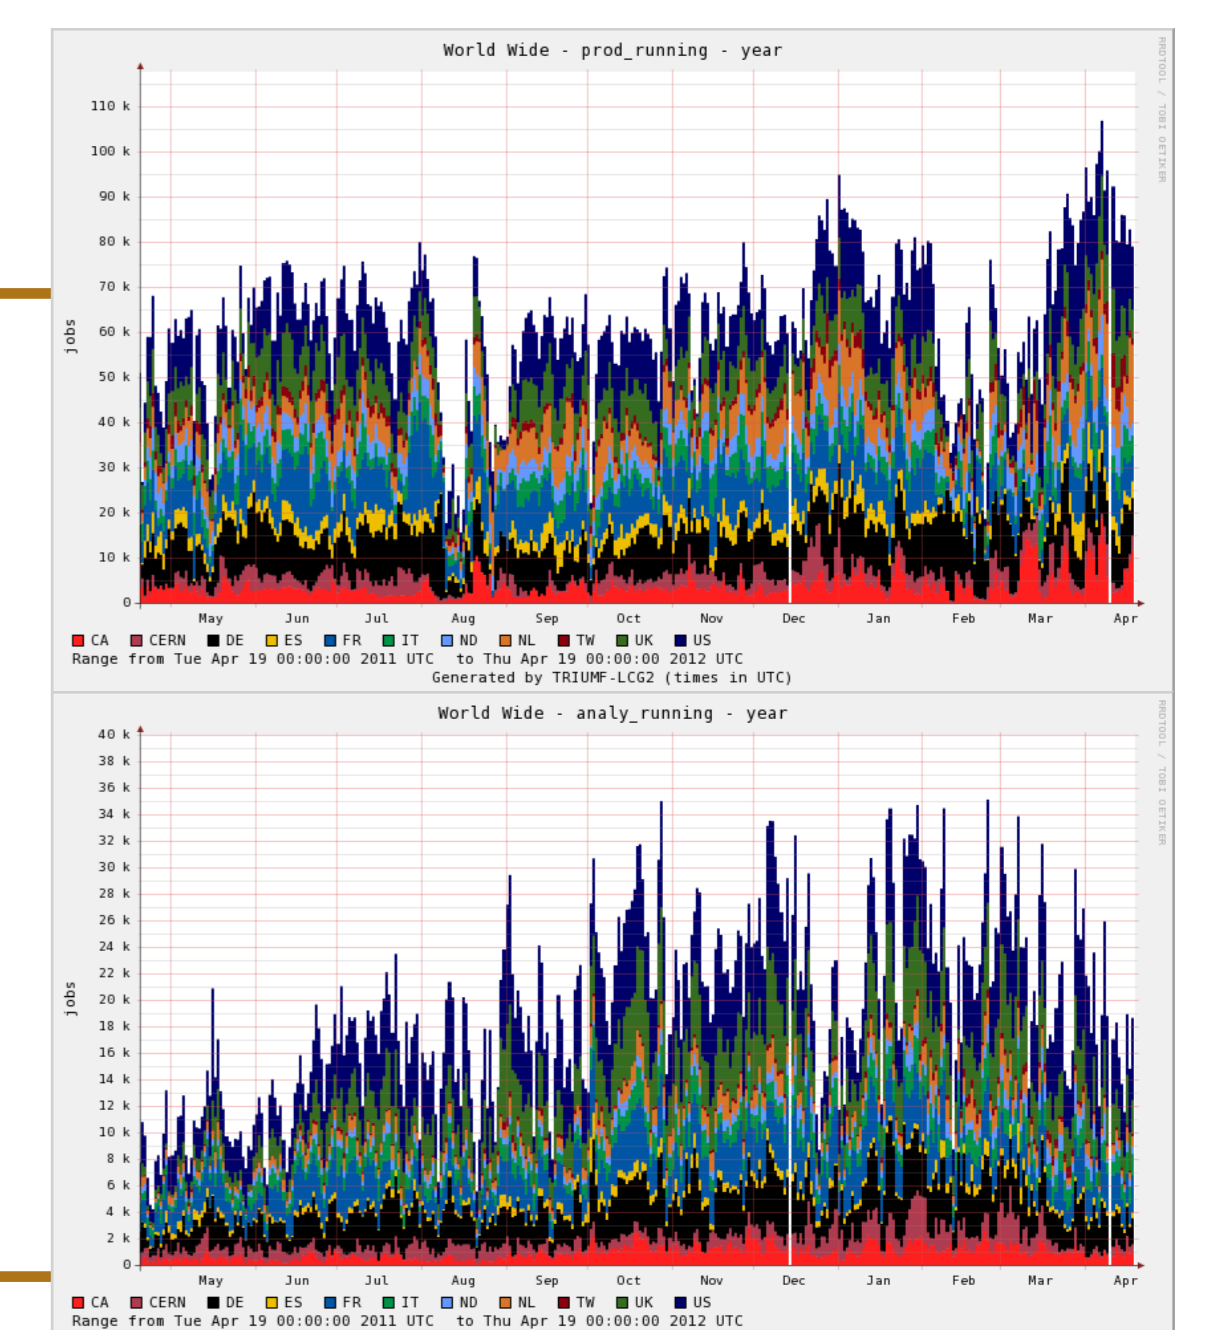 World Wide - prod_running - year
RRDTOOL / TOBI OETIKER
110 k
100 k
90 k
80 k
70 k
60 k
50 k
40 k
30 k
20 k
10 k
0
jobs
May Jun Jul Aug Sep Oct Nov Dec Jan Feb Mar Apr
CA CERN DE ES FR IT ND NL TW UK US
Range from Tue Apr 19 00:00:00 2011 UTC to Thu Apr 19 00:00:00 2012 UTC
Generated by TRIUMF-LCG2 (times in UTC)
World Wide - analy_running - year
RRDTOOL / TOBI OETIKER
40 k
38 k
36 k
34 k
32 k
30 k
28 k
26 k
24 k
22 k
20 k
18 k
16 k
14 k
12 k
10 k
8 k
6 k
4 k
2 k
0
jobs
May Jun Jul Aug Sep Oct Nov Dec Jan Feb Mar Apr
CA CERN DE ES FR IT ND NL TW UK US
Range from Tue Apr 19 00:00:00 2011 UTC to Thu Apr 19 00:00:00 2012 UTC